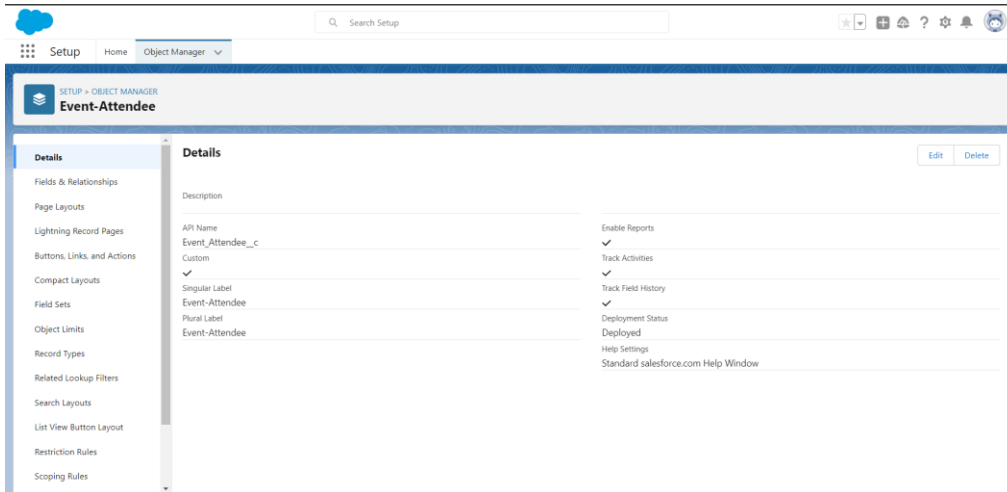 Search Setup
Setup Home Object Manager
SETUP > OBJECT MANAGER
Event-Attendee
Details
Fields & Relationships
Page Layouts
Lightning Record Pages
Buttons, Links, and Actions
Compact Layouts
Field Sets
Object Limits
Record Types
Related Lookup Filters
Search Layouts
List View Button Layout
Restriction Rules
Scoping Rules
Details
Edit Delete
Description
API Name
Event_Attendee__c
Custom
Singular Label
Event-Attendee
Plural Label
Event-Attendee
Enable Reports
Track Activities
Track Field History
Deployment Status
Deployed
Help Settings
Standard salesforce.com Help Window